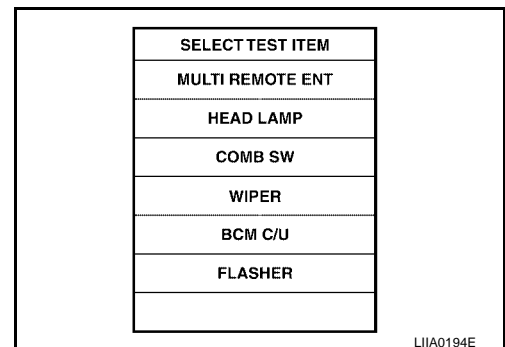 SELECT TEST ITEM
MULTI REMOTE ENT
HEAD LAMP
COMB SW
WIPER
BCM C/U
FLASHER
LIIA0194E